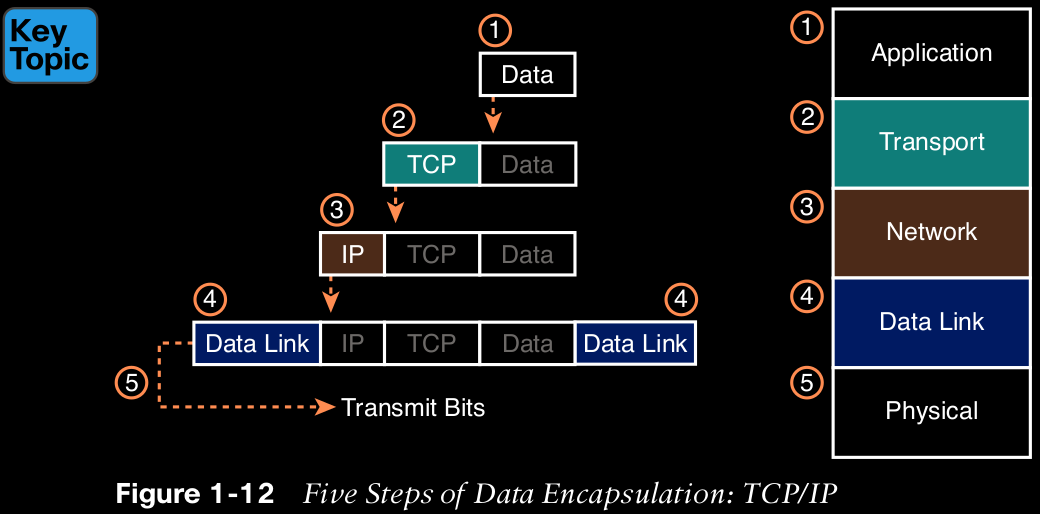 Key
Topic
1
Data
2
TCP Data
3
IP TCP Data
4 4
Data Link IP TCP Data Data Link
5
Transmit Bits
1
Application
2
Transport
3
Network
4
Data Link
5
Physical
Figure 1-12 Five Steps of Data Encapsulation: TCP/IP